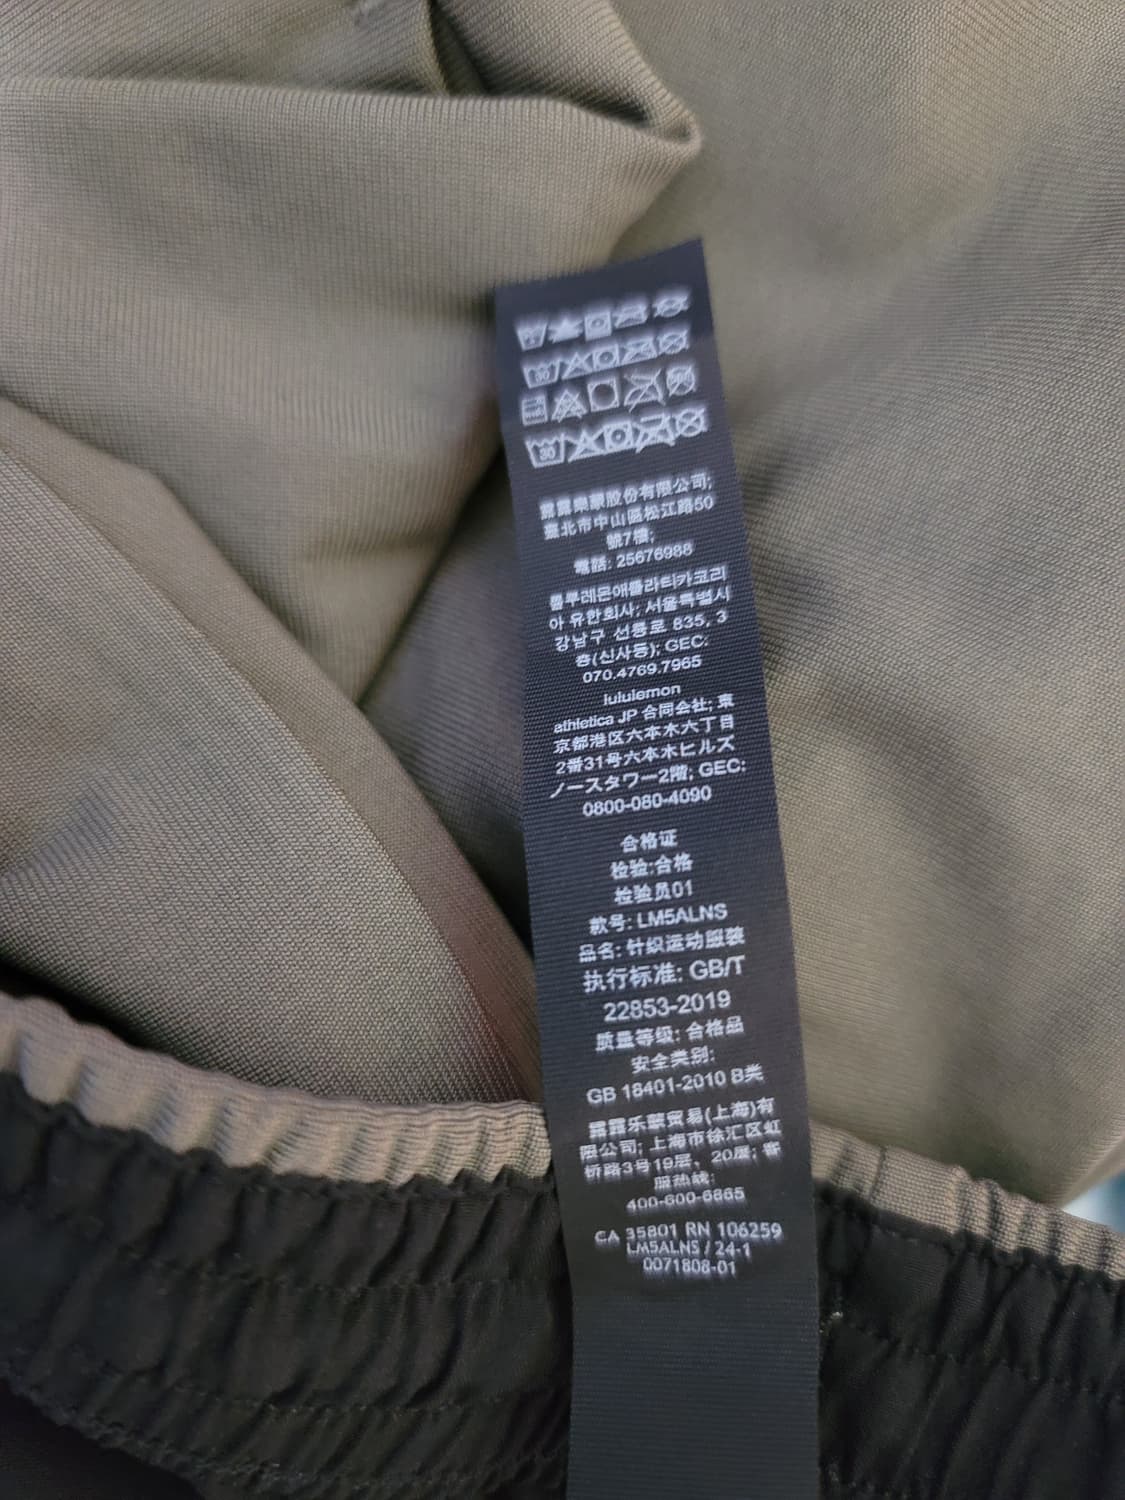 30
30
露露樂蒙股份有限公司;
臺北市中山區松江路50
號7樓;
電話: 25676988
룰루레몬애틀라티카코리
아 유한회사; 서울특별시
강남구 선릉로 835, 3
층(신사동); GEC:
070.4769.7965
lululemon
athletica JP 合同会社; 東
京都港区六本木六丁目
2番31号六本木ヒルズ
ノースタワー2階; GEC:
0800-080-4090
合格证
检验:合格
检验员01
款号: LM5ALNS
品名: 针织运动服装
执行标准: GB/T
22853-2019
质量等级: 合格品
安全类别:
GB 18401-2010 B类
露露乐蒙贸易(上海)有
限公司; 上海市徐汇区虹
桥路3号19层、20层; 客
服热线:
400-600-6865
CA 35801 RN 106259
LM5ALNS / 24-1
0071808-01